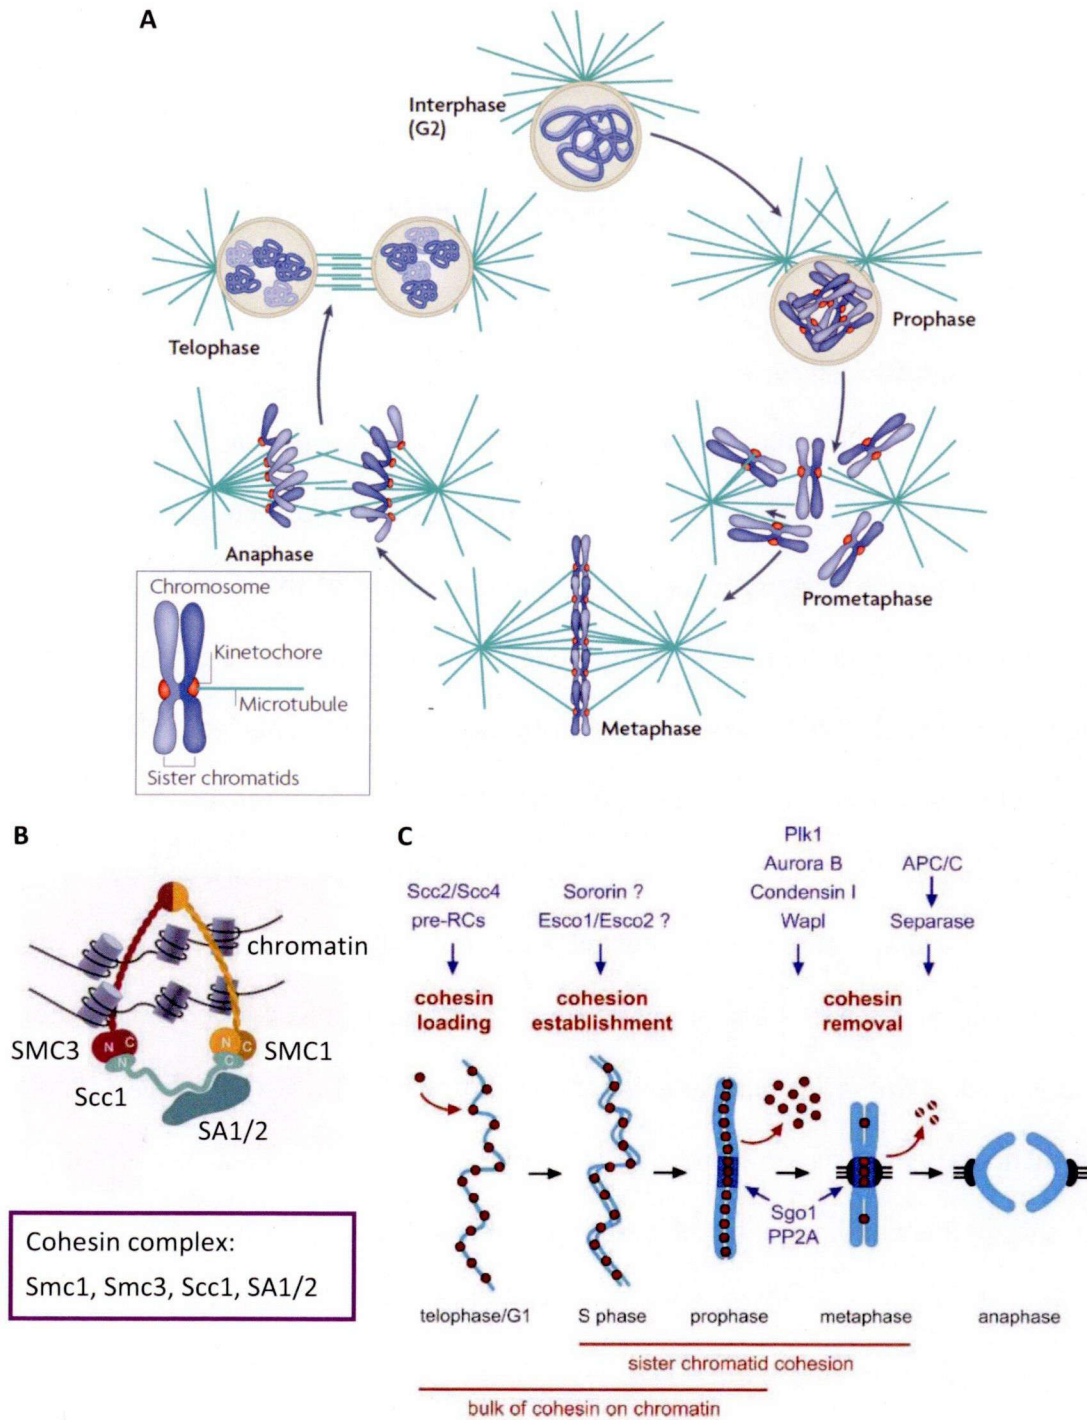 A
Interphase
(G2)
Prophase
Prometaphase
Metaphase
Anaphase
Telophase
Chromosome
Kinetochore
Microtubule
Sister chromatids
B
chromatin
N
C
N
C
SMC3
SMC1
N
C
Scc1
SA1/2
Cohesin complex:
Smc1, Smc3, Scc1, SA1/2
C
Scc2/Scc4
pre-RCs
Sororin ?
Esco1/Esco2 ?
Plk1
Aurora B
Condensin I
Wapl
APC/C
Separase
cohesin
loading
cohesion
establishment
cohesin
removal
Sgo1
PP2A
telophase/G1
S phase
prophase
metaphase
anaphase
sister chromatid cohesion
bulk of cohesin on chromatin